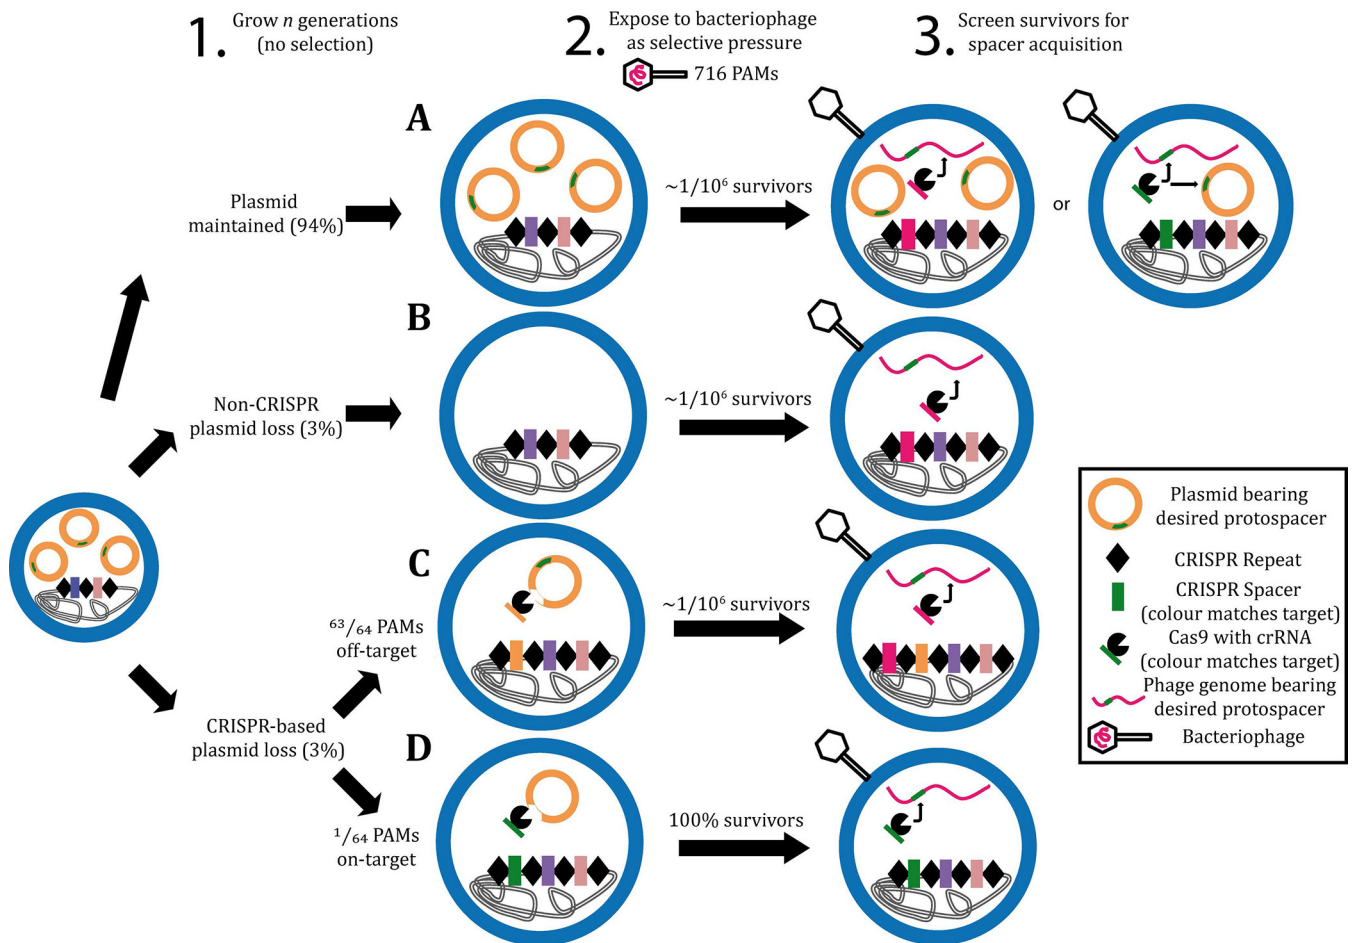 1. Grow n generations
(no selection)
2. Expose to bacteriophage
as selective pressure
716 PAMs
3. Screen survivors for
spacer acquisition
A
Plasmid
maintained (94%)
~1/10⁶ survivors
or
B
Non-CRISPR
plasmid loss (3%)
~1/10⁶ survivors
C
⁶³/₆₄ PAMs
off-target
~1/10⁶ survivors
CRISPR-based
plasmid loss (3%)
D
¹/₆₄ PAMs
on-target
100% survivors
Plasmid bearing
desired protospacer
CRISPR Repeat
CRISPR Spacer
(colour matches target)
Cas9 with crRNA
(colour matches target)
Phage genome bearing
desired protospacer
Bacteriophage